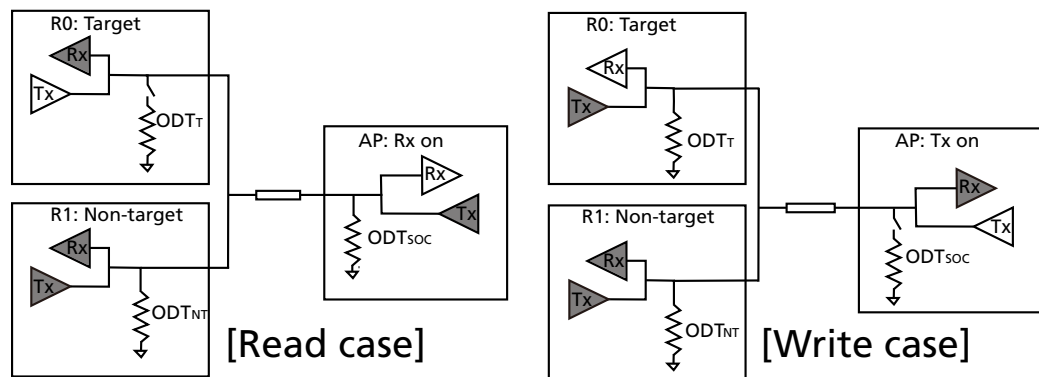 R0: Target
Rx
Tx
ODTT
AP: Rx on
Rx
Tx
ODTSOC
R1: Non-target
Rx
Tx
ODTNT
[Read case]
R0: Target
Rx
Tx
ODTT
AP: Tx on
Rx
Tx
ODTSOC
R1: Non-target
Rx
Tx
ODTNT
[Write case]